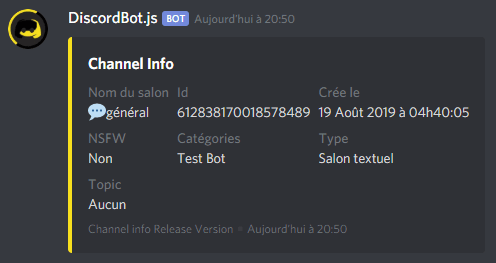 DiscordBot.js BOT Aujourd'hui à 20:50
Channel Info
Nom du salon Id Crée le
💬général 612838170018578489 19 Août 2019 à 04h40:05
NSFW Catégories Type
Non Test Bot Salon textuel
Topic
Aucun
Channel info Release Version • Aujourd'hui à 20:50